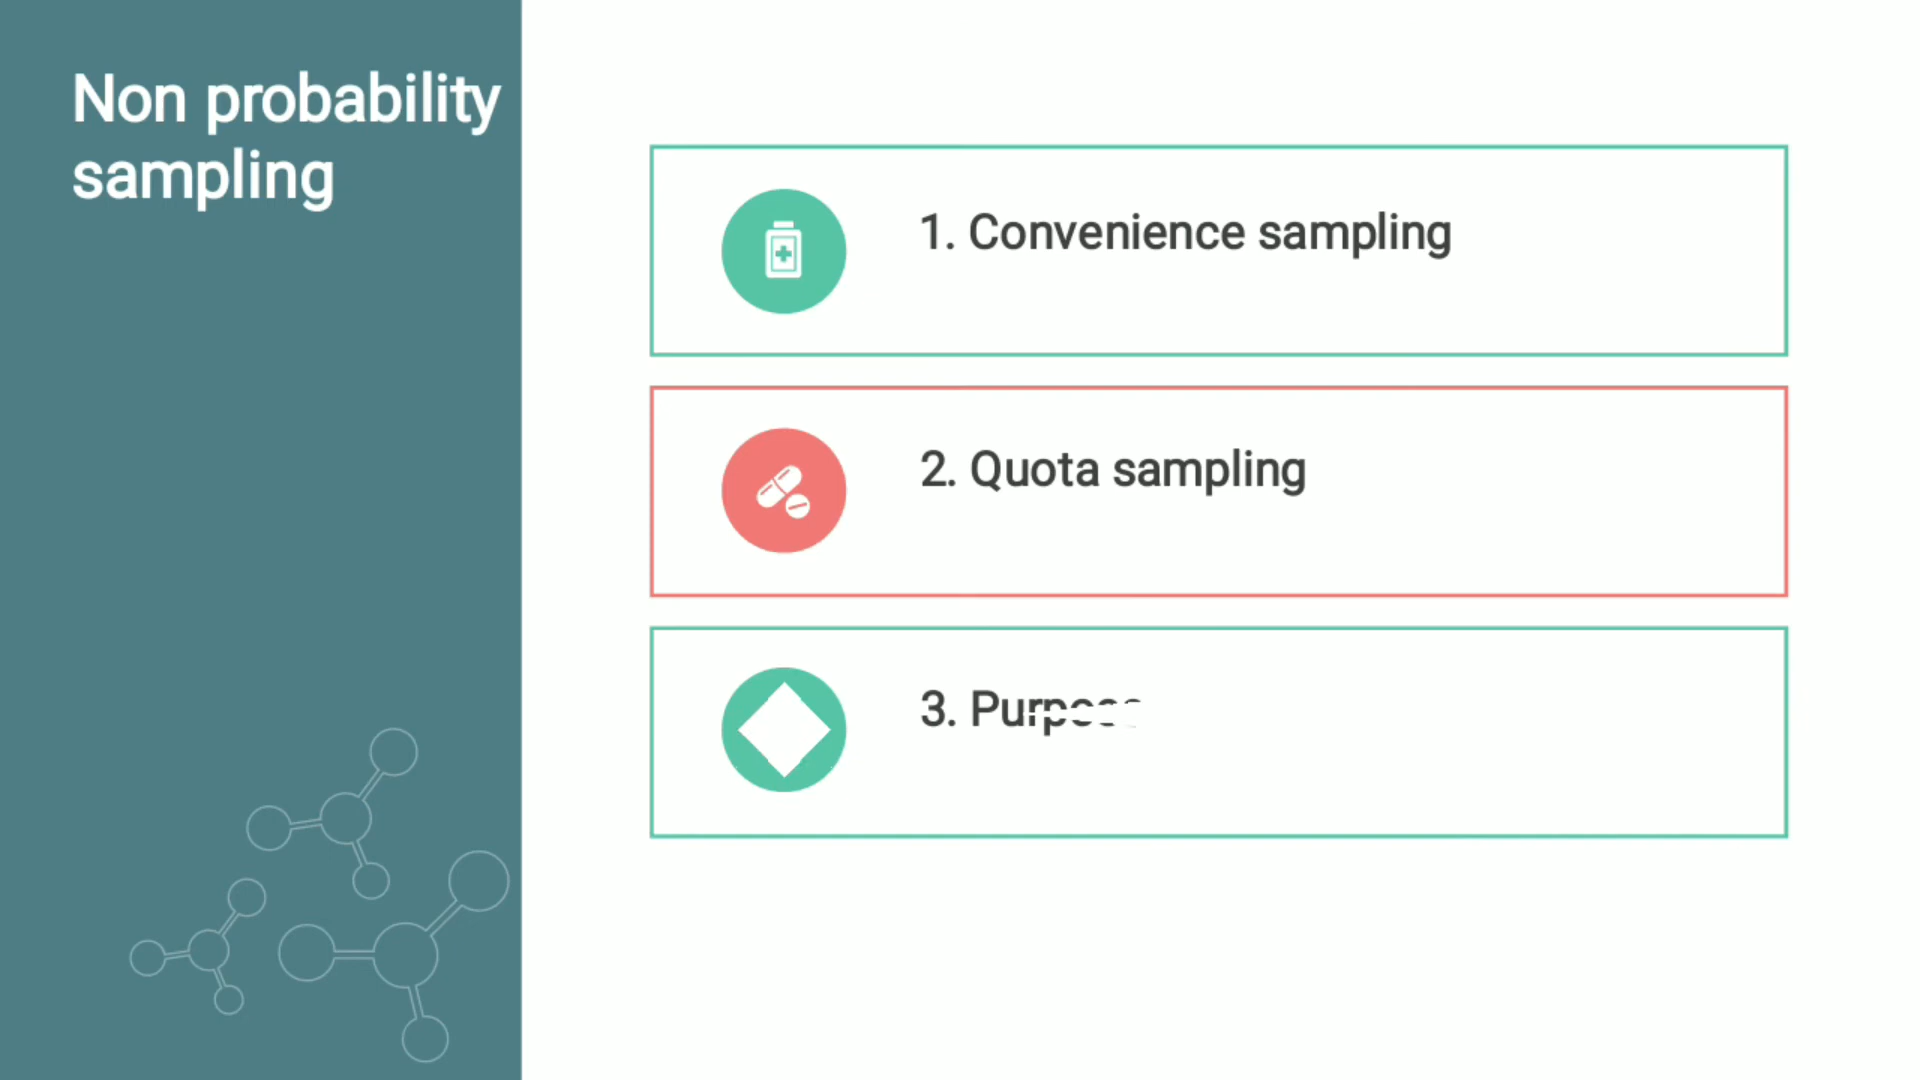 Non probability
sampling
1. Convenience sampling
2. Quota sampling
3.